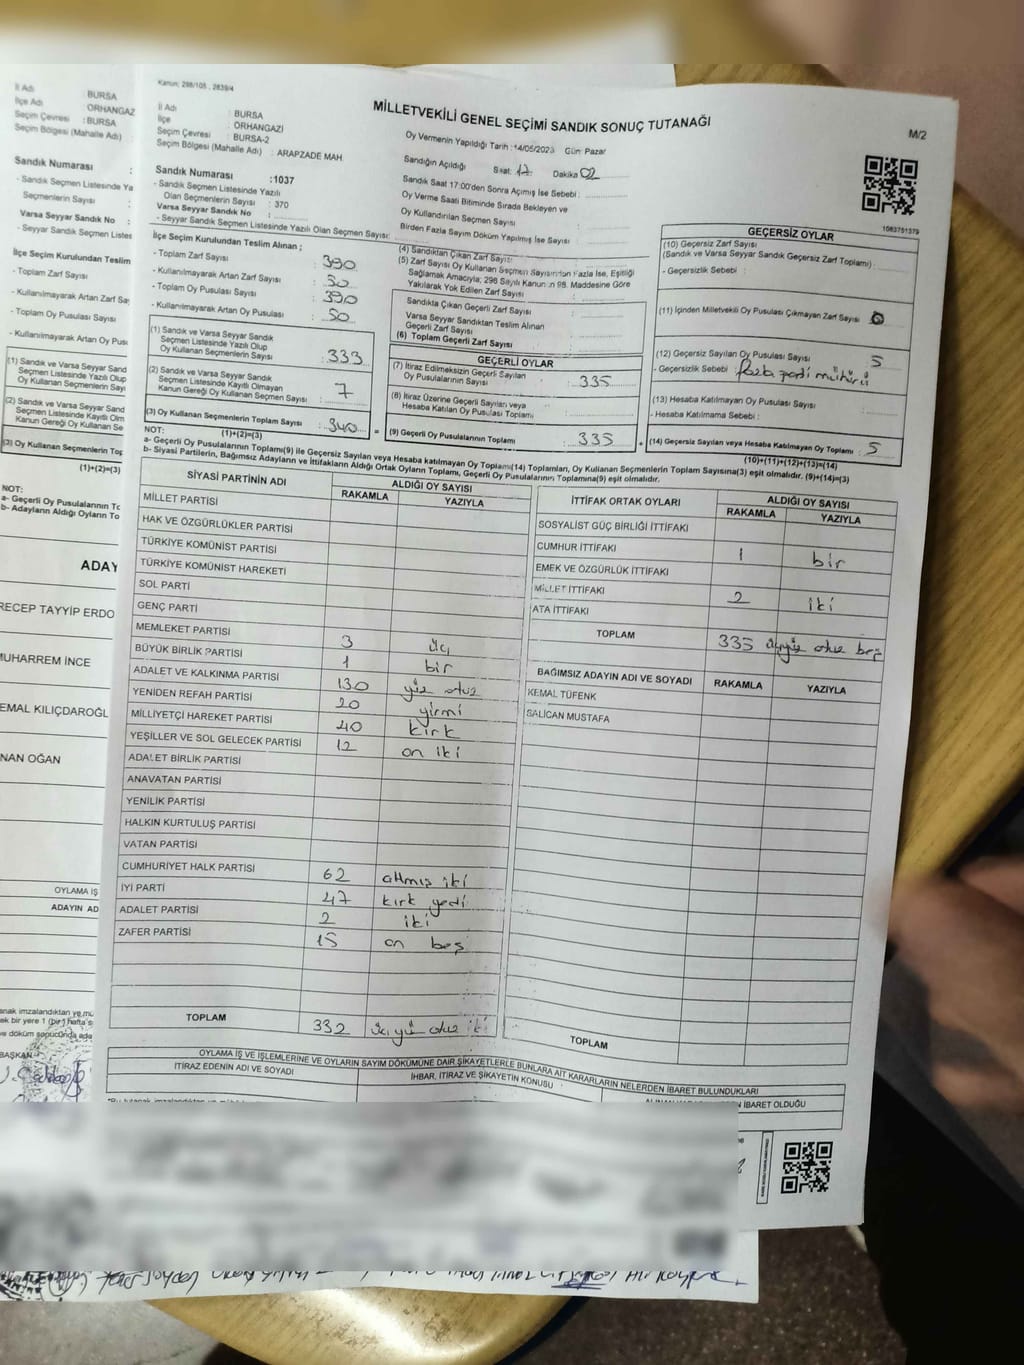 Kanun: 298/105 , 2839/4
MİLLETVEKİLİ GENEL SEÇİMİ SANDIK SONUÇ TUTANAĞI
M/2
İl Adı : BURSA
İlçe : ORHANGAZİ
Seçim Çevresi : BURSA-2
Seçim Bölgesi (Mahalle Adı) : ARAPZADE MAH
Sandık Numarası :1037
- Sandık Seçmen Listesinde Yazılı
Olan Seçmenlerin Sayısı : 370
Varsa Seyyar Sandık No :
- Seyyar Sandık Seçmen Listesinde Yazılı Olan Seçmen Sayısı:
Oy Vermenin Yapıldığı Tarih :14/05/2023 Gün: Pazar
Sandığın Açıldığı Saat: 17 Dakika 02
Sandık Saat 17:00'den Sonra Açımış İse Sebebi :
Oy Verme Saati Bitiminde Sırada Bekleyen ve
Oy Kullandırılan Seçmen Sayısı :
Birden Fazla Sayım Döküm Yapılmış İse Sayısı :
1083751379
İlçe Seçim Kurulundan Teslim Alınan ;
- Toplam Zarf Sayısı : 390
- Kullanılmayarak Artan Zarf Sayısı : 50
- Toplam Oy Pusulası Sayısı : 390
- Kullanılmayarak Artan Oy Pusulası Sayısı : 50
(1) Sandık ve Varsa Seyyar Sandık
Seçmen Listesinde Yazılı Olup
Oy Kullanan Seçmenlerin Sayısı : 333
(2) Sandık ve Varsa Seyyar Sandık
Seçmen Listesinde Kayıtlı Olmayan
Kanun Gereği Oy Kullanan Seçmen Sayısı : 7
(3) Oy Kullanan Seçmenlerin Toplam Sayısı : 340
(1)+(2)=(3)
(4) Sandıktan Çıkan Zarf Sayısı :
(5) Zarf Sayısı Oy Kullanan Seçmen Sayısından Fazla İse, Eşitliği
Sağlamak Amacıyla; 298 Sayılı Kanun'un 98. Maddesine Göre
Yakılarak Yok Edilen Zarf Sayısı :
Sandıkta Çıkan Geçerli Zarf Sayısı :
Varsa Seyyar Sandıktan Teslim Alınan
Geçerli Zarf Sayısı :
(6) Toplam Geçerli Zarf Sayısı :
GEÇERLİ OYLAR
(7) İtiraz Edilmeksizin Geçerli Sayılan
Oy Pusulalarının Sayısı : 335
(8) İtiraz Üzerine Geçerli Sayılan veya
Hesaba Katılan Oy Pusulası Toplamı :
(9) Geçerli Oy Pusulalarının Toplamı : 335
GEÇERSİZ OYLAR
(10) Geçersiz Zarf Sayısı
(Sandık ve Varsa Seyyar Sandık Geçersiz Zarf Toplamı) :
- Geçersizlik Sebebi :
(11) İçinden Milletvekili Oy Pusulası Çıkmayan Zarf Sayısı : 0
(12) Geçersiz Sayılan Oy Pusulası Sayısı : 5
- Geçersizlik Sebebi : fazla parti mühürü
(13) Hesaba Katılmayan Oy Pusulası Sayısı :
- Hesaba Katılmama Sebebi :
(14) Geçersiz Sayılan veya Hesaba Katılmayan Oy Toplamı : 5
(10)+(11)+(12)+(13)=(14)
NOT:
a- Geçerli Oy Pusulalarının Toplamı(9) ile Geçersiz Sayılan veya Hesaba katılmayan Oy Toplamı(14) Toplamları, Oy Kullanan Seçmenlerin Toplam Sayısına(3) eşit olmalıdır. (9)+(14)=(3)
b- Siyasi Partilerin, Bağımsız Adayların ve İttifakların Aldığı Ortak Oyların Toplamı, Geçerli Oy Pusulalarının Toplamına(9) eşit olmalıdır.
SİYASİ PARTİNİN ADI ALDIĞI OY SAYISI
RAKAMLA YAZIYLA
MİLLET PARTİSİ
HAK VE ÖZGÜRLÜKLER PARTİSİ
TÜRKİYE KOMÜNİST PARTİSİ
TÜRKİYE KOMÜNİST HAREKETİ
SOL PARTİ
GENÇ PARTİ
MEMLEKET PARTİSİ 3 üç
BÜYÜK BİRLİK PARTİSİ 1 bir
ADALET VE KALKINMA PARTİSİ 130 yüz otuz
YENİDEN REFAH PARTİSİ 20 yirmi
MİLLİYETÇİ HAREKET PARTİSİ 40 kırk
YEŞİLLER VE SOL GELECEK PARTİSİ 12 on iki
ADALET BİRLİK PARTİSİ
ANAVATAN PARTİSİ
YENİLİK PARTİSİ
HALKIN KURTULUŞ PARTİSİ
VATAN PARTİSİ
CUMHURİYET HALK PARTİSİ 62 altmış iki
İYİ PARTİ 47 kırk yedi
ADALET PARTİSİ 2 iki
ZAFER PARTİSİ 15 on beş
TOPLAM 332 üçyüz otuz iki
İTTİFAK ORTAK OYLARI ALDIĞI OY SAYISI
RAKAMLA YAZIYLA
SOSYALİST GÜÇ BİRLİĞİ İTTİFAKI
CUMHUR İTTİFAKI 1 bir
EMEK VE ÖZGÜRLÜK İTTİFAKI
MİLLET İTTİFAKI 2 iki
ATA İTTİFAKI
TOPLAM 335 üçyüz otuz beş
BAĞIMSIZ ADAYIN ADI VE SOYADI RAKAMLA YAZIYLA
KEMAL TÜFENK
SALİCAN MUSTAFA
TOPLAM
OYLAMA İŞ VE İŞLEMLERİNE VE OYLARIN SAYIM DÖKÜMÜNE DAİR ŞİKAYETLERLE BUNLARA AİT KARARLARIN NELERDEN İBARET BULUNDUKLARI
İTİRAZ EDENİN ADI VE SOYADI
İHBAR, İTİRAZ VE ŞİKAYETİN KONUSU
N İBARET OLDUĞU
İl Adı : BURSA
İlçe Adı : ORHANGAZ
Seçim Çevresi : BURSA
Seçim Bölgesi (Mahalle Adı) :
Sandık Numarası :
- Sandık Seçmen Listesinde Ya
Seçmenlerin Sayısı :
Varsa Seyyar Sandık No :
- Seyyar Sandık Seçmen Listes
İlçe Seçim Kurulundan Teslim
- Toplam Zarf Sayısı
- Kullanılmayarak Artan Zarf Sa
- Toplam Oy Pusulası Sayısı
- Kullanılmayarak Artan Oy Pus
(1) Sandık ve Varsa Seyyar Sand
Seçmen Listesinde Yazılı Olup
Oy Kullanan Seçmenlerin Sayı
(2) Sandık ve Varsa Seyyar Sand
Seçmen Listesinde Kayıtlı Olm
Kanun Gereği Oy Kullanan Se
(3) Oy Kullanan Seçmenlerin Top
(1)+(2)=(3)
NOT:
a- Geçerli Oy Pusulalarının To
b- Adayların Aldığı Oyların To
ADAY
RECEP TAYYİP ERDO
MUHARREM İNCE
KEMAL KILIÇDAROĞL
NAN OĞAN
OYLAMA İŞ
ADAYIN AD
BAŞKAN